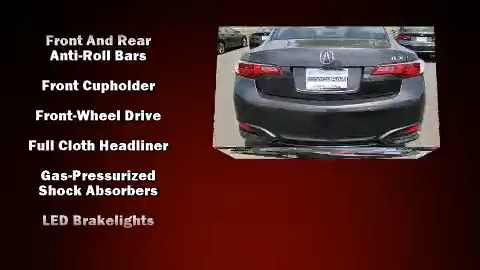 Front And Rear
Anti-Roll Bars
Front Cupholder
Front-Wheel Drive
Full Cloth Headliner
Gas-Pressurized
Shock Absorbers
LED Brakelights
ACURA